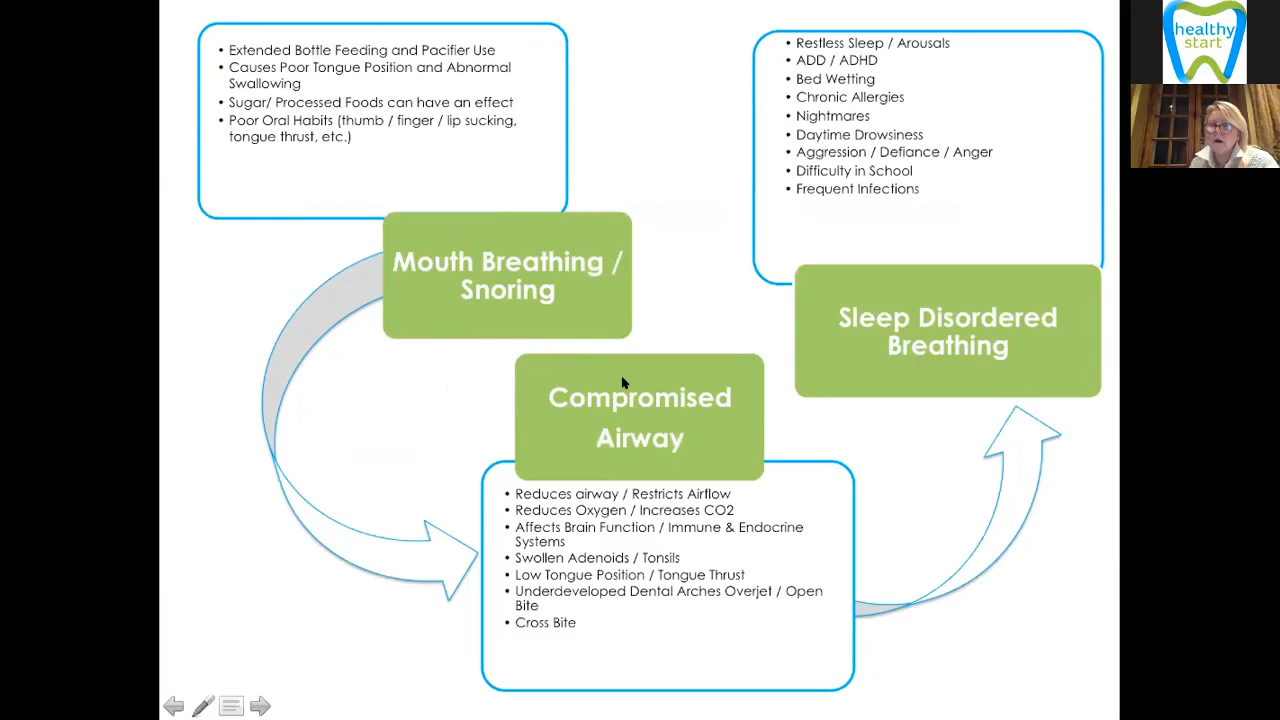 • Extended Bottle Feeding and Pacifier Use
• Causes Poor Tongue Position and Abnormal
Swallowing
• Sugar/ Processed Foods can have an effect
• Poor Oral Habits (thumb / finger / lip sucking,
tongue thrust, etc.)
Mouth Breathing /
Snoring
Compromised
Airway
• Reduces airway / Restricts Airflow
• Reduces Oxygen / Increases CO2
• Affects Brain Function / Immune & Endocrine
Systems
• Swollen Adenoids / Tonsils
• Low Tongue Position / Tongue Thrust
• Underdeveloped Dental Arches Overjet / Open
Bite
• Cross Bite
• Restless Sleep / Arousals
• ADD / ADHD
• Bed Wetting
• Chronic Allergies
• Nightmares
• Daytime Drowsiness
• Aggression / Defiance / Anger
• Difficulty in School
• Frequent Infections
Sleep Disordered
Breathing
healthy
start